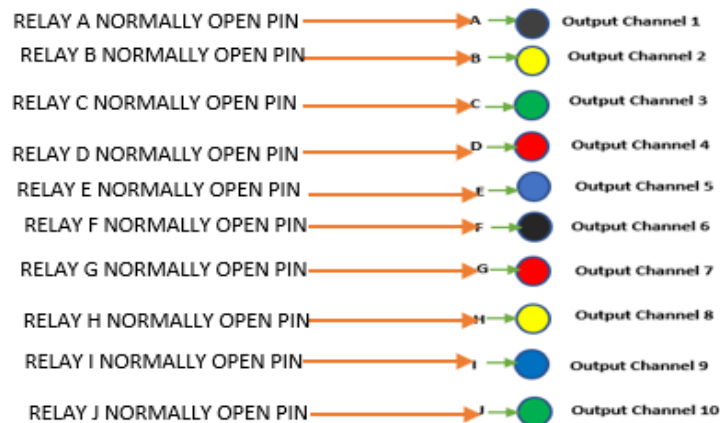 RELAY A NORMALLY OPEN PIN A Output Channel 1
RELAY B NORMALLY OPEN PIN B Output Channel 2
RELAY C NORMALLY OPEN PIN C Output Channel 3
RELAY D NORMALLY OPEN PIN D Output Channel 4
RELAY E NORMALLY OPEN PIN E Output Channel 5
RELAY F NORMALLY OPEN PIN F Output Channel 6
RELAY G NORMALLY OPEN PIN G Output Channel 7
RELAY H NORMALLY OPEN PIN H Output Channel 8
RELAY I NORMALLY OPEN PIN I Output Channel 9
RELAY J NORMALLY OPEN PIN J Output Channel 10